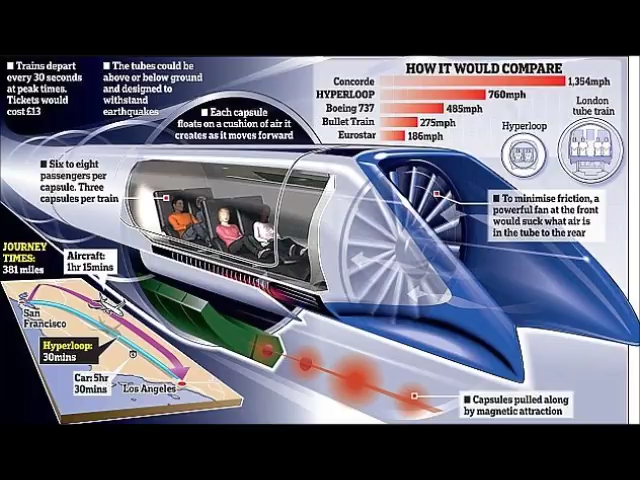 ■ Trains depart
every 30 seconds
at peak times.
Tickets would
cost £13
■ The tubes could be
above or below ground
and designed to
withstand
earthquakes
■ Each capsule
floats on a cushion of air it
creates as it moves forward
HOW IT WOULD COMPARE
Concorde 1,354mph
HYPERLOOP 760mph
Boeing 737 485mph
Bullet Train 275mph
Eurostar 186mph
London
tube train
Hyperloop
■ Six to eight
passengers per
capsule. Three
capsules per train
■ To minimise friction, a
powerful fan at the front
would suck what air is
in the tube to the rear
JOURNEY
TIMES:
381 miles
Aircraft:
1hr 15mins
San
Francisco
Hyperloop:
30mins
Car: 5hr
30mins
Los Angeles
■ Capsules pulled along
by magnetic attraction